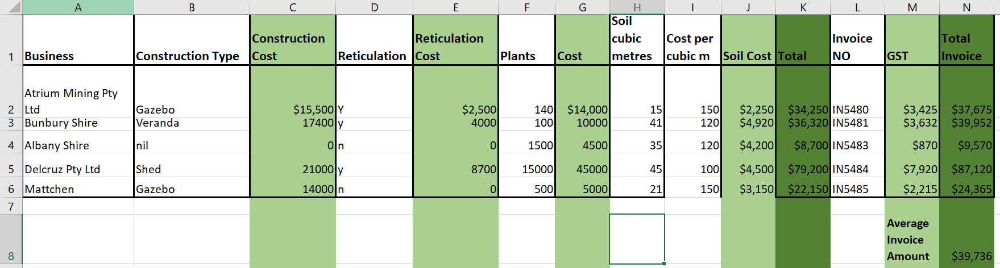 A B C D E F G H I J K L M N
1 Business Construction Type Construction Cost Reticulation Reticulation Cost Plants Cost Soil cubic metres Cost per cubic m Soil Cost Total Invoice NO GST Total Invoice
2 Atrium Mining Pty Ltd Gazebo $15,500 Y $2,500 140 $14,000 15 150 $2,250 $34,250 IN5480 $3,425 $37,675
3 Bunbury Shire Veranda 17400 y 4000 100 10000 41 120 $4,920 $36,320 IN5481 $3,632 $39,952
4 Albany Shire nil 0 n 0 1500 4500 35 120 $4,200 $8,700 IN5483 $870 $9,570
5 Delcruz Pty Ltd Shed 21000 y 8700 15000 45000 45 100 $4,500 $79,200 IN5484 $7,920 $87,120
6 Mattchen Gazebo 14000 n 0 500 5000 21 150 $3,150 $22,150 IN5485 $2,215 $24,365
7
8 Average Invoice Amount $39,736